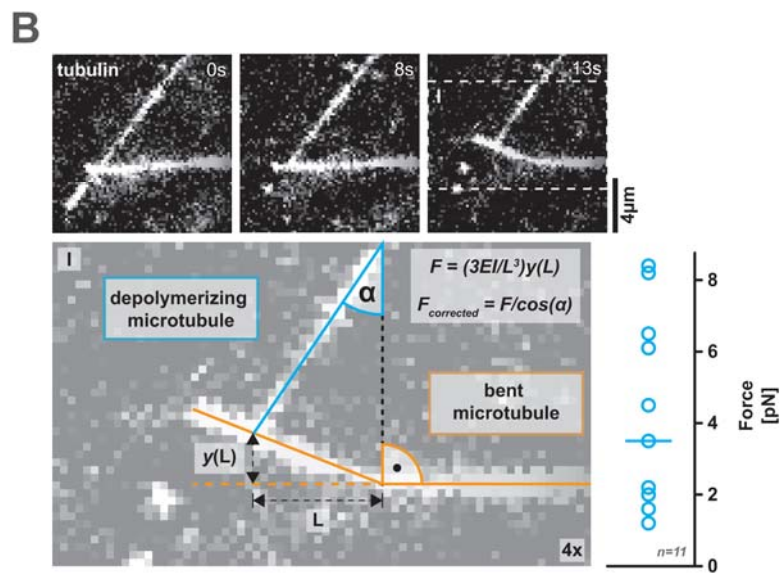 B
tubulin
0s
8s
13s
I
4µm
I
depolymerizing
microtubule
α
F = (3EI/L³)y(L)
F_corrected = F/cos(α)
bent
microtubule
y(L)
L
4x
8
6
4
2
0
Force
[pN]
n=11